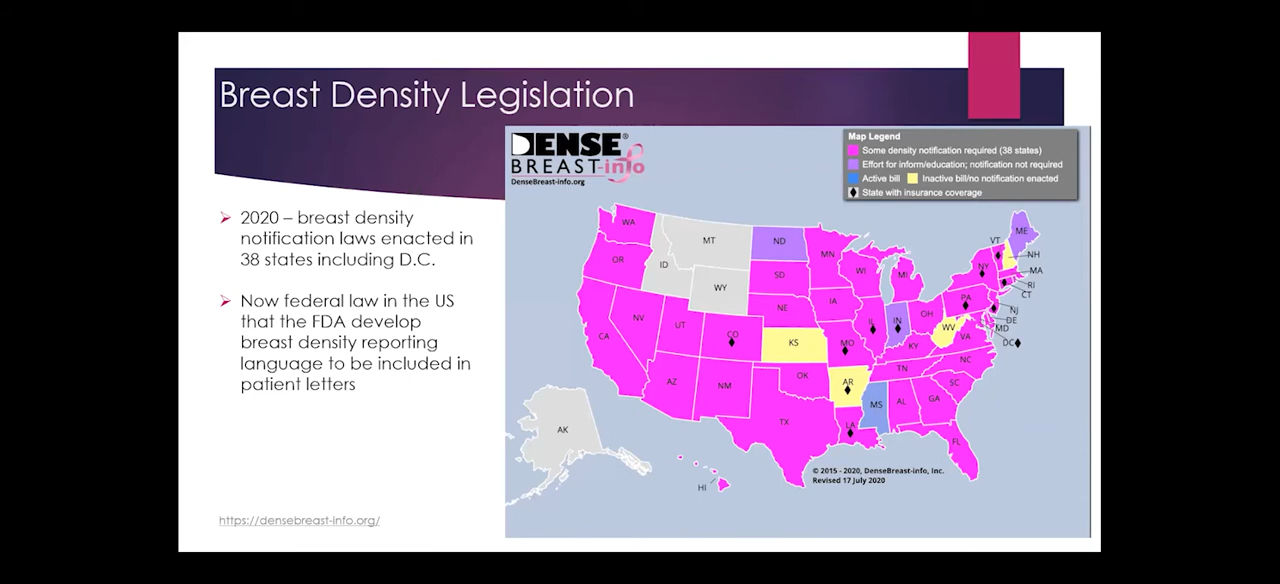 Breast Density Legislation
➢ 2020 – breast density
notification laws enacted in
38 states including D.C.
➢ Now federal law in the US
that the FDA develop
breast density reporting
language to be included in
patient letters
https://densebreast-info.org/
DENSE®
BREAST-info
DenseBreast-info.org
Map Legend
Some density notification required (38 states)
Effort for inform/education; notification not required
Active bill
Inactive bill/no notification enacted
State with insurance coverage
WA
MT
ND
MN
ME
VT
NH
OR
ID
SD
WI
MI
NY
MA
RI
CT
WY
IA
PA
NJ
NV
UT
NE
IL
IN
OH
DE
MD
CA
CO
KS
MO
KY
WV
VA
DC
AZ
NM
OK
AR
TN
NC
SC
TX
LA
MS
AL
GA
FL
AK
HI
© 2015 - 2020, DenseBreast-info, Inc.
Revised 17 July 2020